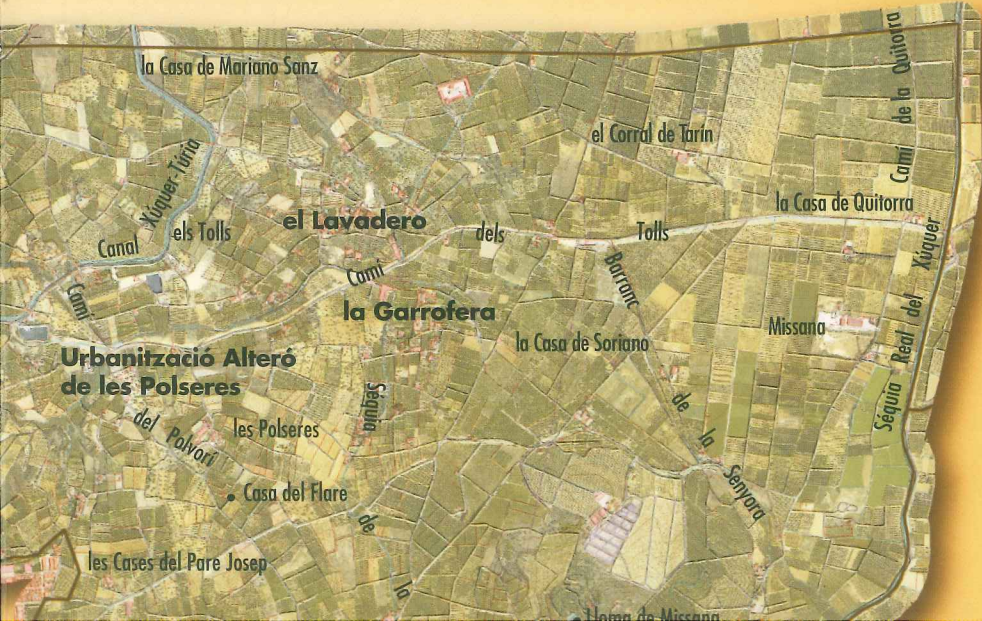 la Casa de Mariano Sanz
Camí de la Quitorra
el Corral de Tarín
Canal Xúquer-Túria
els Tolls
el Lavadero
la Casa de Quitorra
Camí dels Tolls
Camí del Polvorí
la Garrofera
Barranc de la Senyora
Missana
la Casa de Soriano
Séquia Real del Xúquer
Urbanització Alteró
de les Polseres
Séquia de la
les Polseres
Casa del Flare
les Cases del Pare Josep
Lloma de Missana